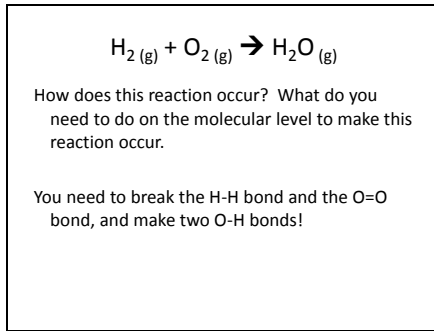 H₂ (g) + O₂ (g) → H₂O (g)
How does this reaction occur?  What do you
need to do on the molecular level to make this
reaction occur.
You need to break the H-H bond and the O=O
bond, and make two O-H bonds!